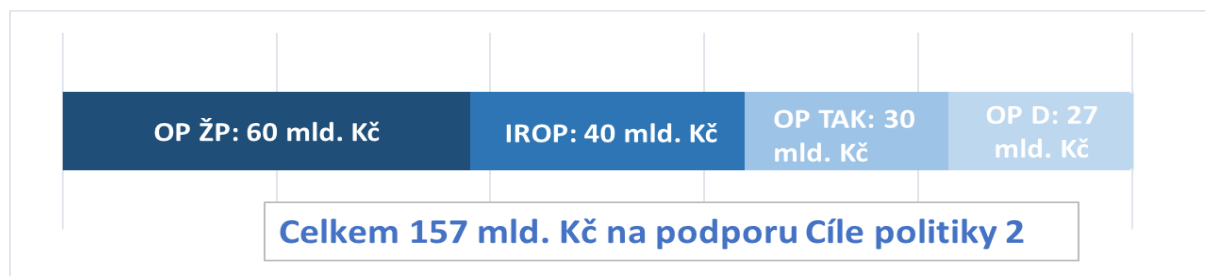 OP ŽP: 60 mld. Kč
IROP: 40 mld. Kč
OP TAK: 30
mld. Kč
OP D: 27
mld. Kč
Celkem 157 mld. Kč na podporu Cíle politiky 2